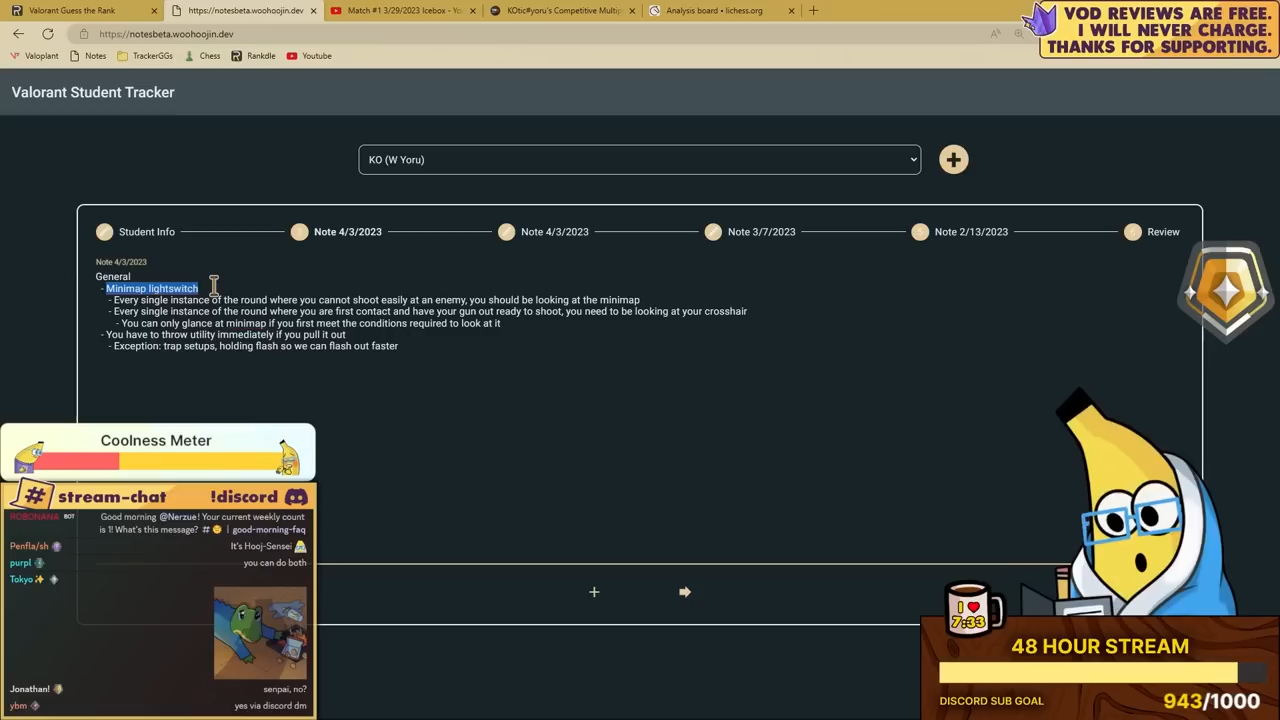 Valorant Guess the Rank
https://notesbeta.woohoojin.dev
Match #1 3/29/2023 Icebox - Yo
KOtic#yoru's Competitive Multip
Analysis board • lichess.org
https://notesbeta.woohoojin.dev
Valoplant
Notes
TrackerGGs
Chess
Rankdle
Youtube
VOD REVIEWS ARE FREE.
I WILL NEVER CHARGE.
THANKS FOR SUPPORTING.
Valorant Student Tracker
KO (W Yoru)
Student Info
Note 4/3/2023
Note 4/3/2023
Note 3/7/2023
5
Note 2/13/2023
Review
Note 4/3/2023
General
- Minimap lightswitch
- Every single instance of the round where you cannot shoot easily at an enemy, you should be looking at the minimap
- Every single instance of the round where you are first contact and have your gun out ready to shoot, you need to be looking at your crosshair
- You can only glance at minimap if you first meet the conditions required to look at it
- You have to throw utility immediately if you pull it out
- Exception: trap setups, holding flash so we can flash out faster
Coolness Meter
# stream-chat !discord
ROBONANA BOT
Good morning @Nerzue! Your current weekly count
is 1! What's this message? # | good-morning-faq
Penfla/sh
It's Hooj-Sensei
purpl
you can do both
Tokyo
Jonathan!
senpai, no?
ybm
yes via discord dm
I ♥
7:33
48 HOUR STREAM
DISCORD SUB GOAL
943/1000